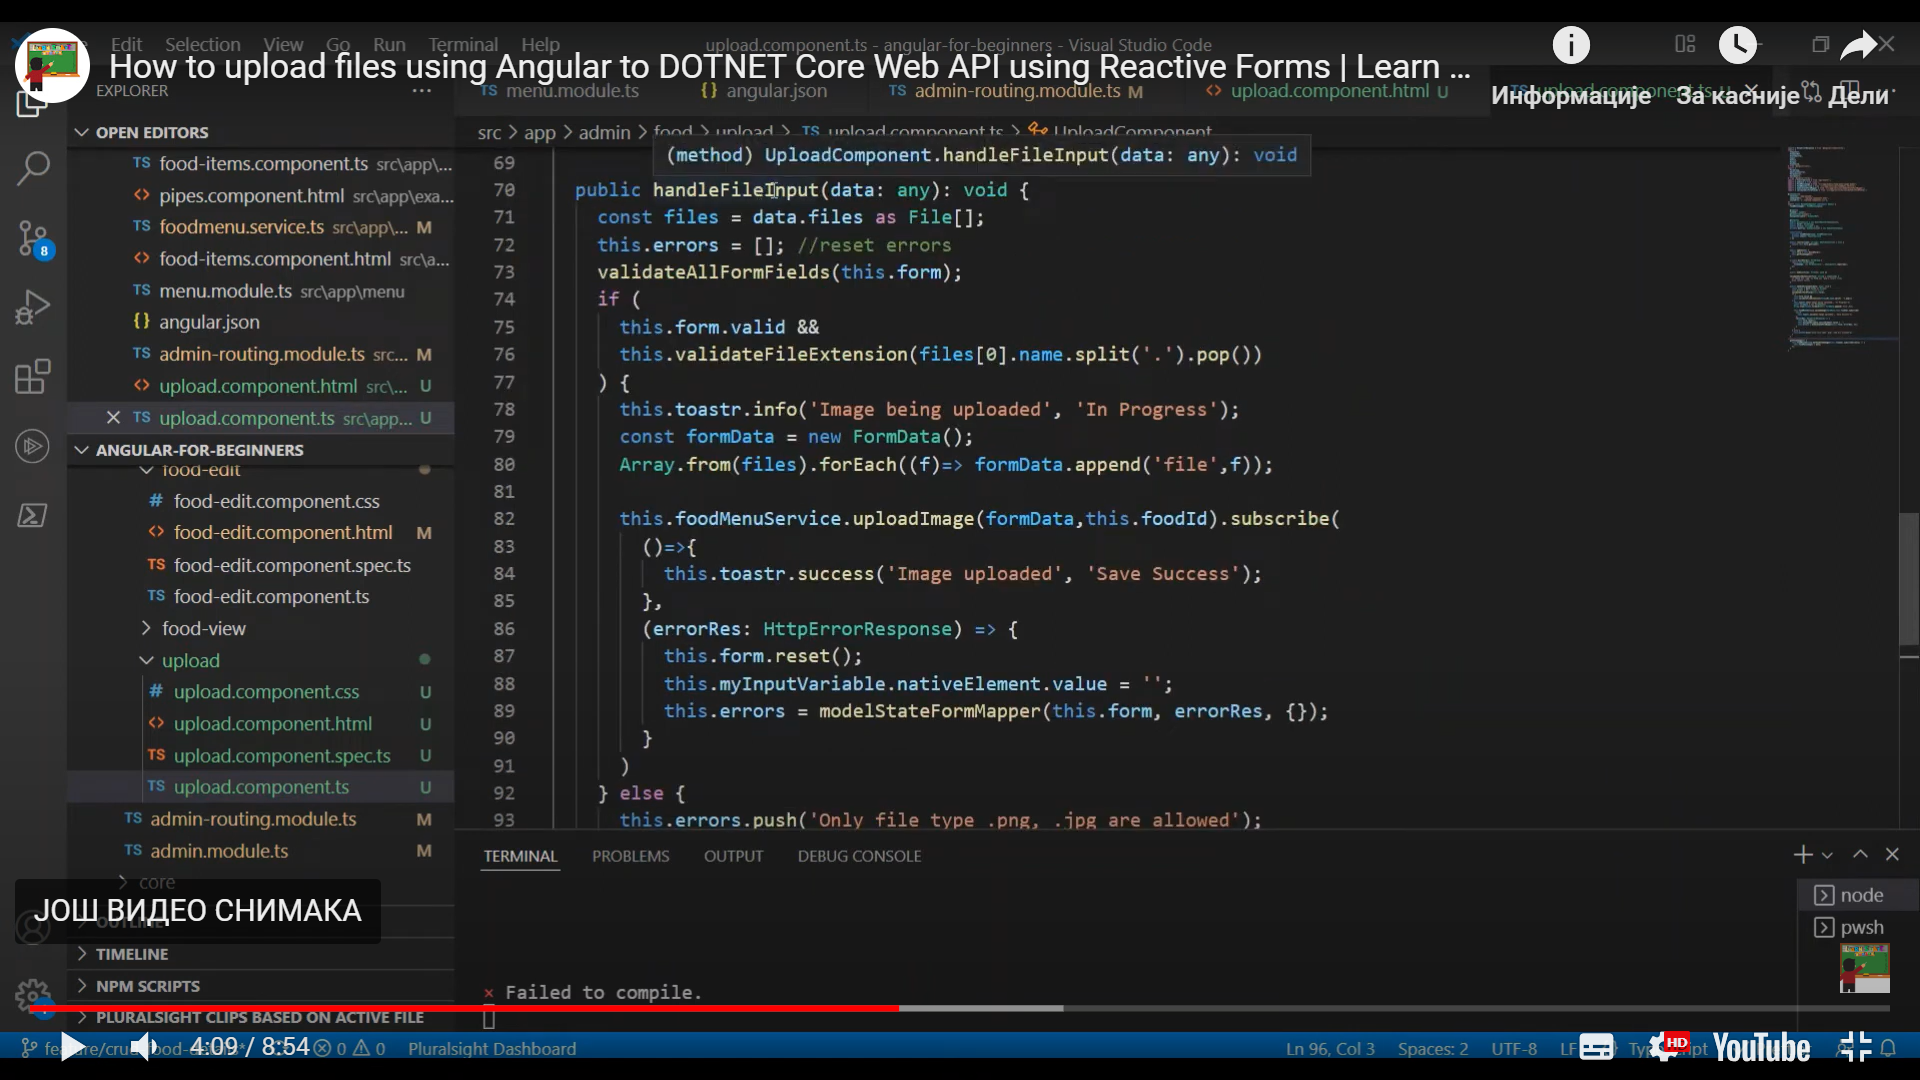 Edit Selection View Go Run Terminal Help
upload.component.ts - angular-for-beginners - Visual Studio Code
How to upload files using Angular to DOTNET Core Web API using Reactive Forms | Learn ...
Информације За касније Дели
EXPLORER
menu.module.ts
{} angular.json
TS admin-routing.module.ts M
<> upload.component.html U
src > app > admin > food > upload > TS upload.component.ts > UploadComponent
(method) UploadComponent.handleFileInput(data: any): void
OPEN EDITORS
TS food-items.component.ts src\app\...
<> pipes.component.html src\app\exa...
TS foodmenu.service.ts src\app\... M
<> food-items.component.html src\a...
TS menu.module.ts src\app\menu
{} angular.json
TS admin-routing.module.ts src... M
<> upload.component.html src\... U
TS upload.component.ts src\app... U
ANGULAR-FOR-BEGINNERS
food-edit
# food-edit.component.css
<> food-edit.component.html M
TS food-edit.component.spec.ts
TS food-edit.component.ts
food-view
upload
# upload.component.css U
<> upload.component.html U
TS upload.component.spec.ts U
TS upload.component.ts U
TS admin-routing.module.ts M
TS admin.module.ts M
core
ЈОШ ВИДЕО СНИМАКА
OUTLINE
TIMELINE
NPM SCRIPTS
PLURALSIGHT CLIPS BASED ON ACTIVE FILE
8
69
70 public handleFileInput(data: any): void {
71 const files = data.files as File[];
72 this.errors = []; //reset errors
73 validateAllFormFields(this.form);
74 if (
75 this.form.valid &&
76 this.validateFileExtension(files[0].name.split('.').pop())
77 ) {
78 this.toastr.info('Image being uploaded', 'In Progress');
79 const formData = new FormData();
80 Array.from(files).forEach((f)=> formData.append('file',f));
81
82 this.foodMenuService.uploadImage(formData,this.foodId).subscribe(
83 ()=>{
84 this.toastr.success('Image uploaded', 'Save Success');
85 },
86 (errorRes: HttpErrorResponse) => {
87 this.form.reset();
88 this.myInputVariable.nativeElement.value = '';
89 this.errors = modelStateFormMapper(this.form, errorRes, {});
90 }
91 )
92 } else {
93 this.errors.push('Only file type .png, .jpg are allowed');
TERMINAL PROBLEMS OUTPUT DEBUG CONSOLE
node
pwsh
× Failed to compile.
4:09 / 8:54
0 0 Pluralsight Dashboard
Ln 96, Col 3 Spaces: 2 UTF-8 LF
HD YouTube